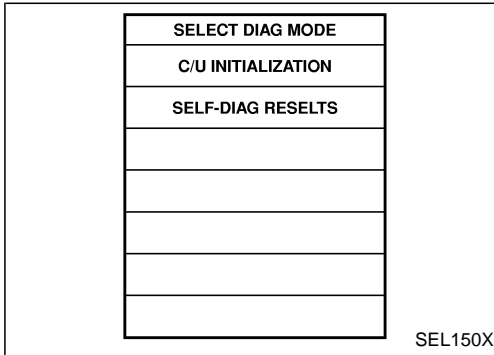 SELECT DIAG MODE
C/U INITIALIZATION
SELF-DIAG RESELTS
SEL150X